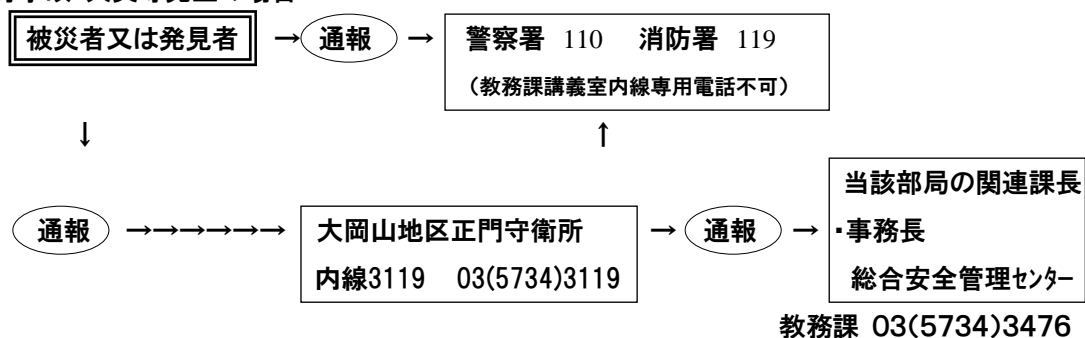 被災者又は発見者 → 通報 → 警察署 110 消防署 119
（教務課講義室内線専用電話不可）
↓ ↑
通報 →→→→→→ 大岡山地区正門守衛所 → 通報 → 当該部局の関連課長
・事務長
内線3119 03(5734)3119
総合安全管理センター
教務課 03(5734)3476